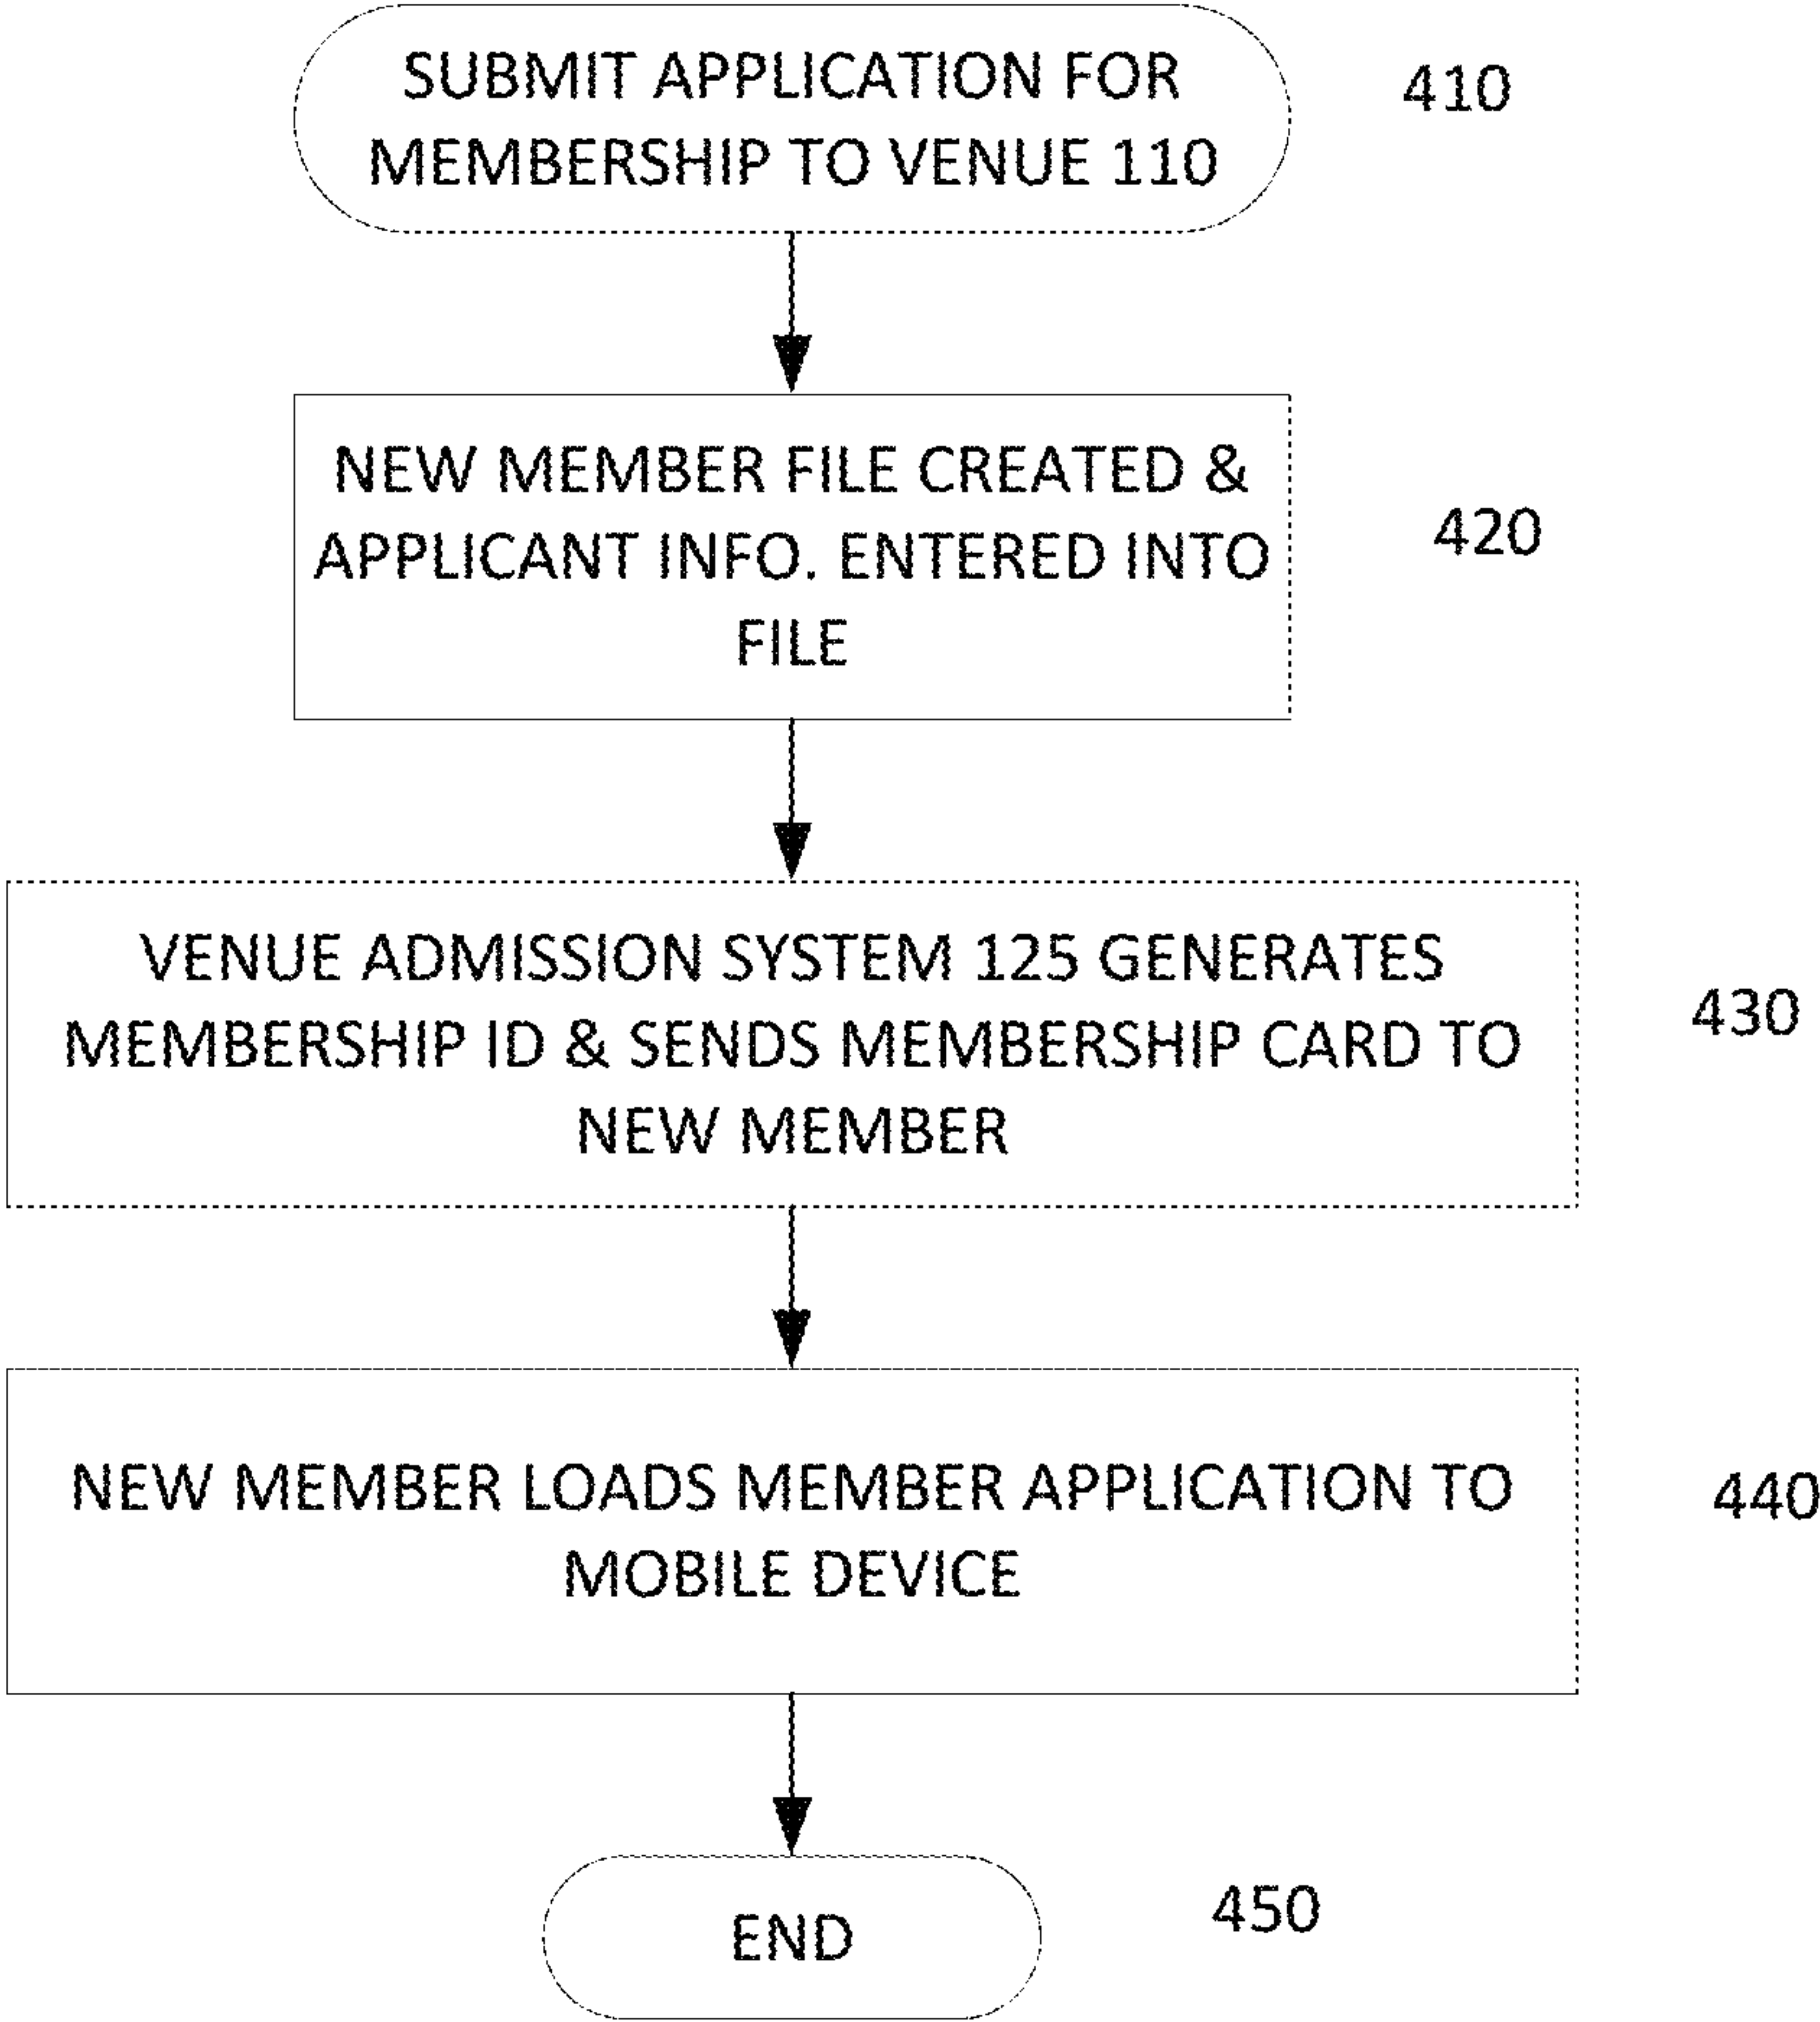 SUBMIT APPLICATION FOR
MEMBERSHIP TO VENUE 110
410
NEW MEMBER FILE CREATED &
APPLICANT INFO. ENTERED INTO
FILE
420
VENUE ADMISSION SYSTEM 125 GENERATES
MEMBERSHIP ID & SENDS MEMBERSHIP CARD TO
NEW MEMBER
430
NEW MEMBER LOADS MEMBER APPLICATION TO
MOBILE DEVICE
440
END
450